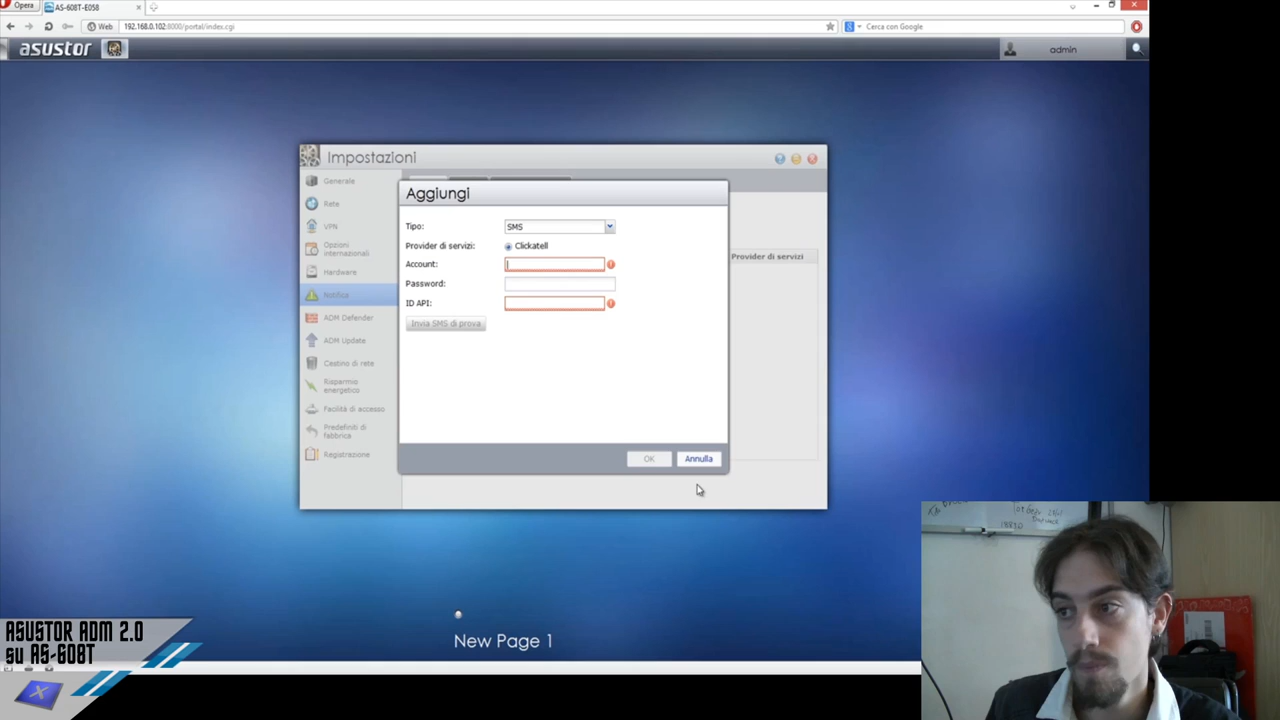 Opera
AS-608T-E058
Web
192.168.0.102:8000/portal/index.cgi
Cerca con Google
asustor
admin
Impostazioni
Generale
Rete
VPN
Opzioni
internazionali
Hardware
Notifica
ADM Defender
ADM Update
Cestino di rete
Risparmio
energetico
Facilità di accesso
Predefiniti di
fabbrica
Registrazione
Provider di servizi
Aggiungi
Tipo:
SMS
Provider di servizi:
Clickatell
Account:
Password:
ID API:
Invia SMS di prova
OK
Annulla
New Page 1
ASUSTOR ADM 2.0
su AS-608T